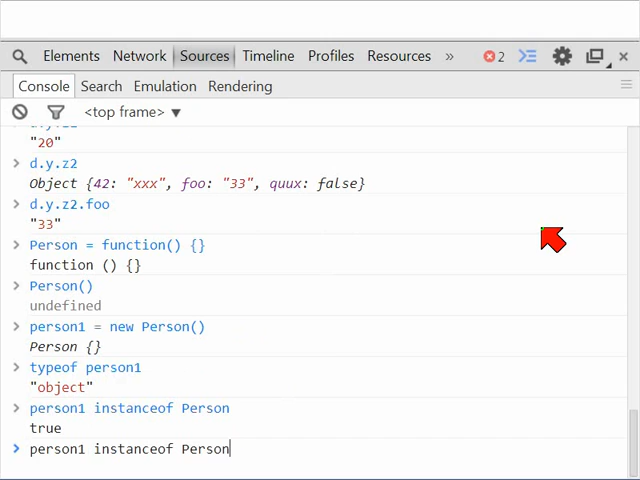 Elements Network Sources Timeline Profiles Resources » 2
Console Search Emulation Rendering
<top frame> ▼
"20"
> d.y.z2
Object {42: "xxx", foo: "33", quux: false}
> d.y.z2.foo
"33"
> Person = function() {}
function () {}
> Person()
undefined
> person1 = new Person()
Person {}
> typeof person1
"object"
> person1 instanceof Person
true
> person1 instanceof Person